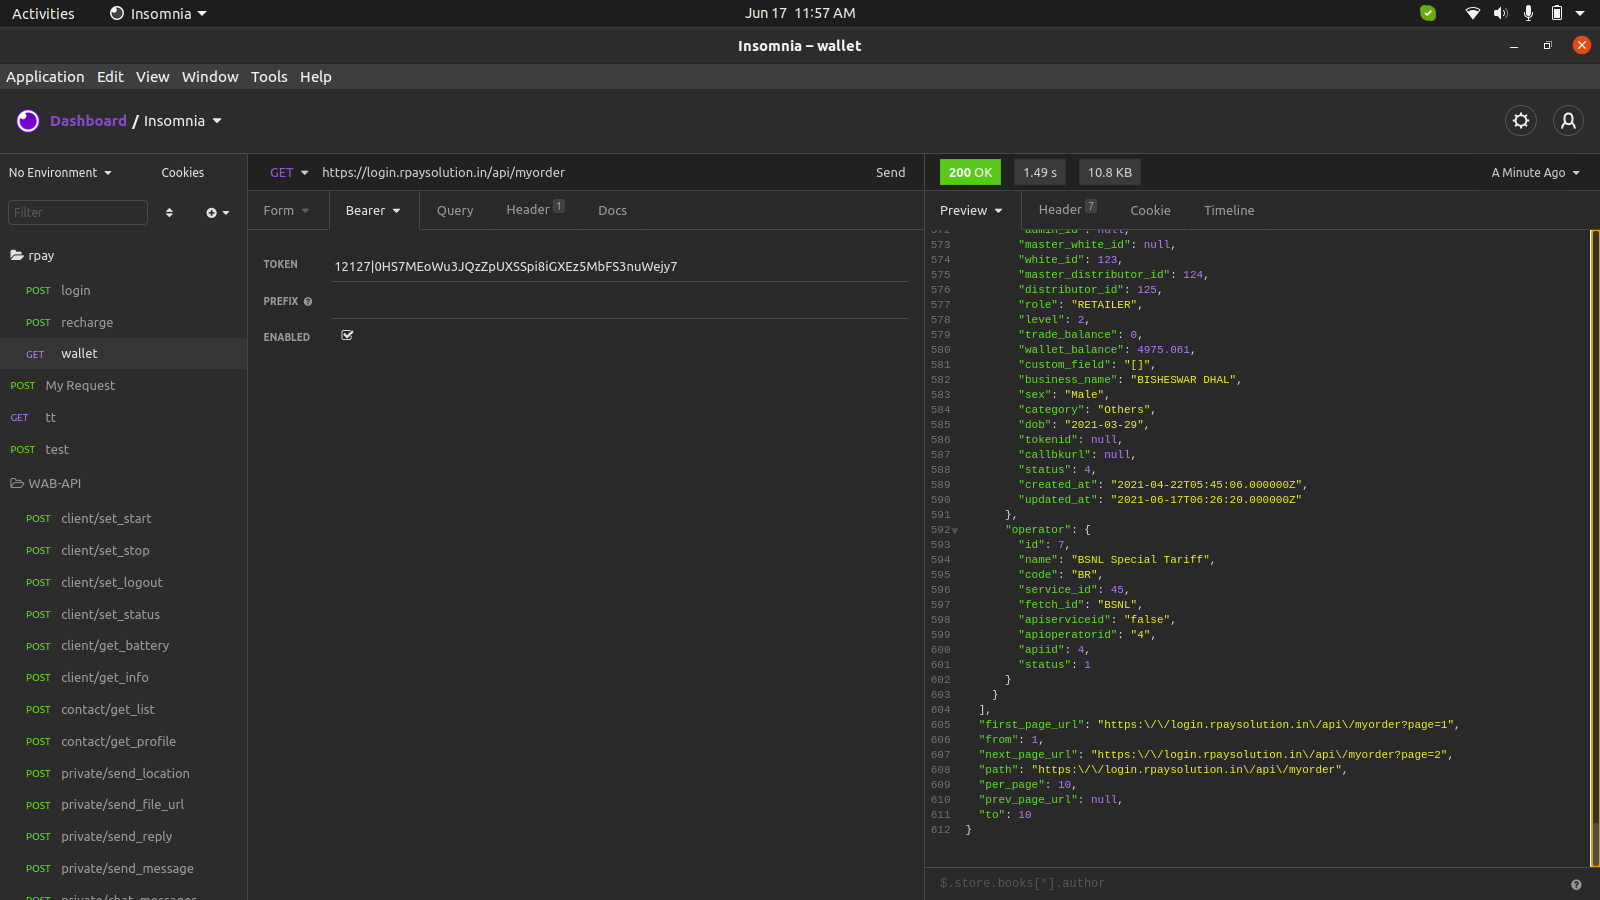 Activities
Insomnia
Jun 17 11:57 AM
Insomnia – wallet
Application Edit View Window Tools Help
Dashboard / Insomnia
No Environment
Cookies
Filter
rpay
POST login
POST recharge
GET wallet
POST My Request
GET tt
POST test
WAB-API
POST client/set_start
POST client/set_stop
POST client/set_logout
POST client/set_status
POST client/get_battery
POST client/get_info
POST contact/get_list
POST contact/get_profile
POST private/send_location
POST private/send_file_url
POST private/send_reply
POST private/send_message
GET https://login.rpaysolution.in/api/myorder Send
Form Bearer Query Header 1 Docs
TOKEN 12127|0HS7MEoWu3JQzZpUXSSpi8iGXEz5MbFS3nuWejy7
PREFIX
ENABLED
200 OK 1.49 s 10.8 KB A Minute Ago
Preview Header 7 Cookie Timeline
572 "admin_id": null,
573 "master_white_id": null,
574 "white_id": 123,
575 "master_distributor_id": 124,
576 "distributor_id": 125,
577 "role": "RETAILER",
578 "level": 2,
579 "trade_balance": 0,
580 "wallet_balance": 4975.061,
581 "custom_field": "[]",
582 "business_name": "BISHESWAR DHAL",
583 "sex": "Male",
584 "category": "Others",
585 "dob": "2021-03-29",
586 "tokenid": null,
587 "callbkurl": null,
588 "status": 4,
589 "created_at": "2021-04-22T05:45:06.000000Z",
590 "updated_at": "2021-06-17T06:26:20.000000Z"
591 },
592 "operator": {
593 "id": 7,
594 "name": "BSNL Special Tariff",
595 "code": "BR",
596 "service_id": 45,
597 "fetch_id": "BSNL",
598 "apiserviceid": "false",
599 "apioperatorid": "4",
600 "apiid": 4,
601 "status": 1
602 }
603 }
604 ],
605 "first_page_url": "https:\/\/login.rpaysolution.in\/api\/myorder?page=1",
606 "from": 1,
607 "next_page_url": "https:\/\/login.rpaysolution.in\/api\/myorder?page=2",
608 "path": "https:\/\/login.rpaysolution.in\/api\/myorder",
609 "per_page": 10,
610 "prev_page_url": null,
611 "to": 10
612 }
$.store.books[*].author